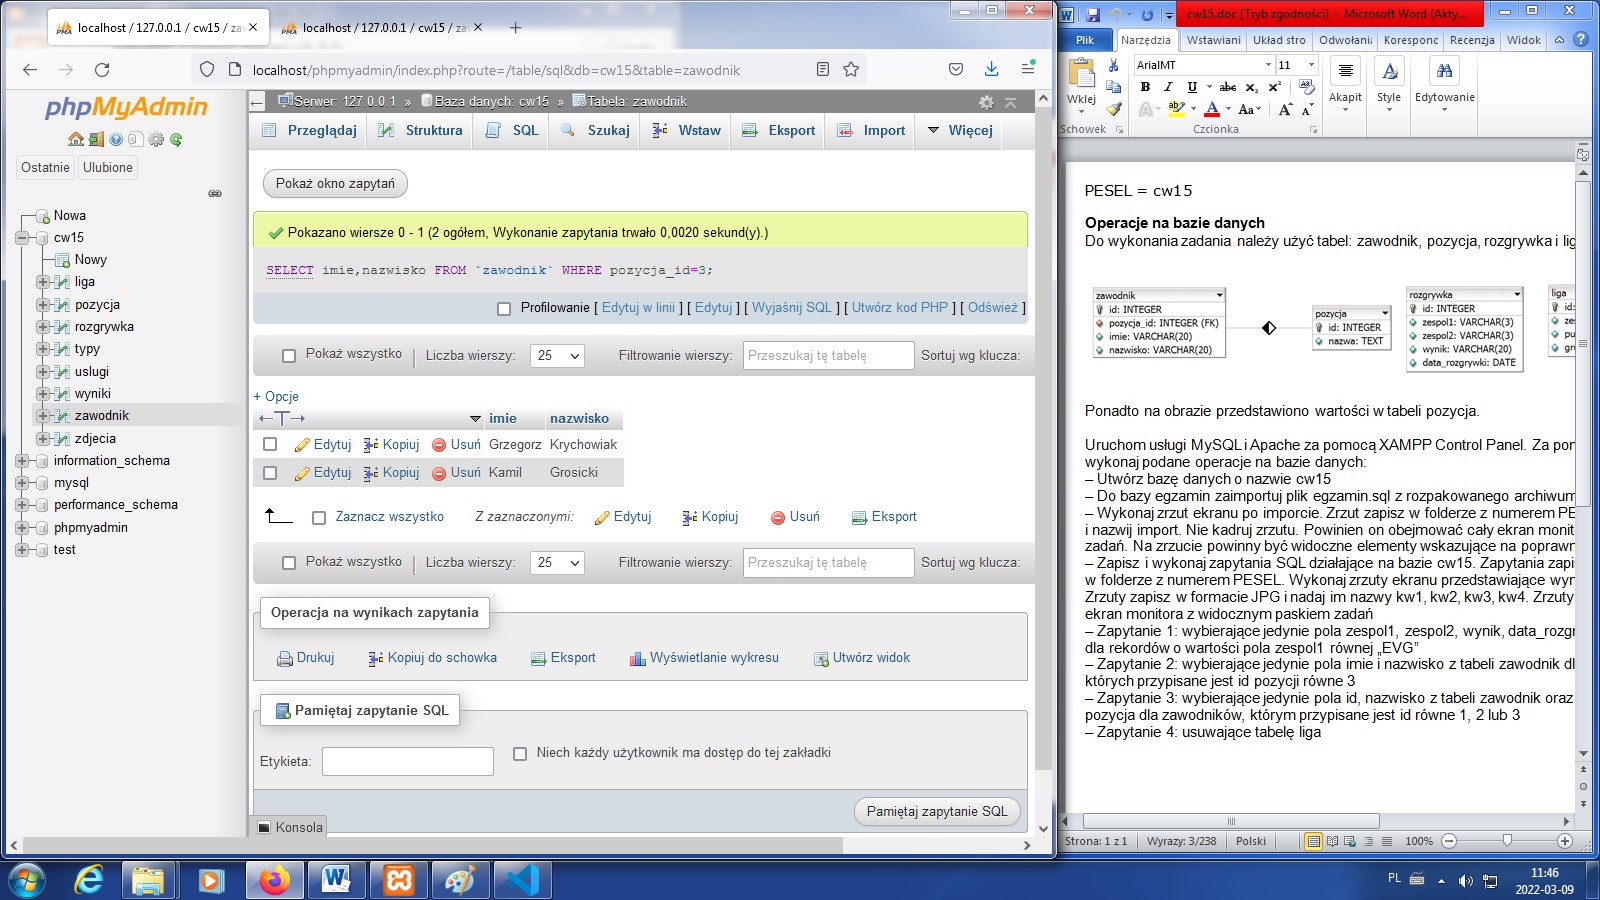 localhost / 127.0.0.1 / cw15 / za
localhost / 127.0.0.1 / cw15 / za
localhost/phpmyadmin/index.php?route=/table/sql&db=cw15&table=zawodnik
phpMyAdmin
Ostatnie
Ulubione
Nowa
cw15
Nowy
liga
pozycja
rozgrywka
typy
uslugi
wyniki
zawodnik
zdjecia
information_schema
mysql
performance_schema
phpmyadmin
test
Serwer: 127.0.0.1 » Baza danych: cw15 » Tabela: zawodnik
Przeglądaj
Struktura
SQL
Szukaj
Wstaw
Eksport
Import
Więcej
Pokaż okno zapytań
Pokazano wiersze 0 - 1 (2 ogółem, Wykonanie zapytania trwało 0,0020 sekund(y).)
SELECT imie,nazwisko FROM `zawodnik` WHERE pozycja_id=3;
Profilowanie [ Edytuj w linii ] [ Edytuj ] [ Wyjaśnij SQL ] [ Utwórz kod PHP ] [ Odśwież ]
Pokaż wszystko | Liczba wierszy: 25 Filtrowanie wierszy: Przeszukaj tę tabelę Sortuj wg klucza:
+ Opcje
←T→ imie nazwisko
Edytuj Kopiuj Usuń Grzegorz Krychowiak
Edytuj Kopiuj Usuń Kamil Grosicki
Zaznacz wszystko Z zaznaczonymi: Edytuj Kopiuj Usuń Eksport
Pokaż wszystko | Liczba wierszy: 25 Filtrowanie wierszy: Przeszukaj tę tabelę Sortuj wg klucza:
Operacja na wynikach zapytania
Drukuj Kopiuj do schowka Eksport Wyświetlanie wykresu Utwórz widok
Pamiętaj zapytanie SQL
Etykieta:
Niech każdy użytkownik ma dostęp do tej zakładki
Pamiętaj zapytanie SQL
Konsola
cw15.doc [Tryb zgodności] - Microsoft Word (Akty
Plik Narzędzia Wstawiani Układ stro Odwołani Koresponc Recenzja Widok
ArialMT 11
Wklej
B I U abc x₂ x²
Aa A A
Akapit
Style
Edytowanie
Schowek
Czcionka
PESEL = cw15
Operacje na bazie danych
Do wykonania zadania należy użyć tabel: zawodnik, pozycja, rozgrywka i lig
zawodnik
id: INTEGER
pozycja_id: INTEGER (FK)
imie: VARCHAR(20)
nazwisko: VARCHAR(20)
pozycja
id: INTEGER
nazwa: TEXT
rozgrywka
id: INTEGER
zespol1: VARCHAR(3)
zespol2: VARCHAR(3)
wynik: VARCHAR(20)
data_rozgrywki: DATE
liga
id:
zes
pu
gr
Ponadto na obrazie przedstawiono wartości w tabeli pozycja.
Uruchom usługi MySQL i Apache za pomocą XAMPP Control Panel. Za por
wykonaj podane operacje na bazie danych:
– Utwórz bazę danych o nazwie cw15
– Do bazy egzamin zaimportuj plik egzamin.sql z rozpakowanego archiwum
– Wykonaj zrzut ekranu po imporcie. Zrzut zapisz w folderze z numerem PE
i nazwij import. Nie kadruj zrzutu. Powinien on obejmować cały ekran monit
zadań. Na zrzucie powinny być widoczne elementy wskazujące na poprawr
– Zapisz i wykonaj zapytania SQL działające na bazie cw15. Zapytania zapi
w folderze z numerem PESEL. Wykonaj zrzuty ekranu przedstawiające wyr
Zrzuty zapisz w formacie JPG i nadaj im nazwy kw1, kw2, kw3, kw4. Zrzuty
ekran monitora z widocznym paskiem zadań
– Zapytanie 1: wybierające jedynie pola zespol1, zespol2, wynik, data_rozgr
dla rekordów o wartości pola zespol1 równej „EVG”
– Zapytanie 2: wybierające jedynie pola imie i nazwisko z tabeli zawodnik dl
których przypisane jest id pozycji równe 3
– Zapytanie 3: wybierające jedynie pola id, nazwisko z tabeli zawodnik oraz
pozycja dla zawodników, którym przypisane jest id równe 1, 2 lub 3
– Zapytanie 4: usuwające tabelę liga
Strona: 1 z 1 Wyrazy: 3/238 Polski 100%
PL
11:46
2022-03-09